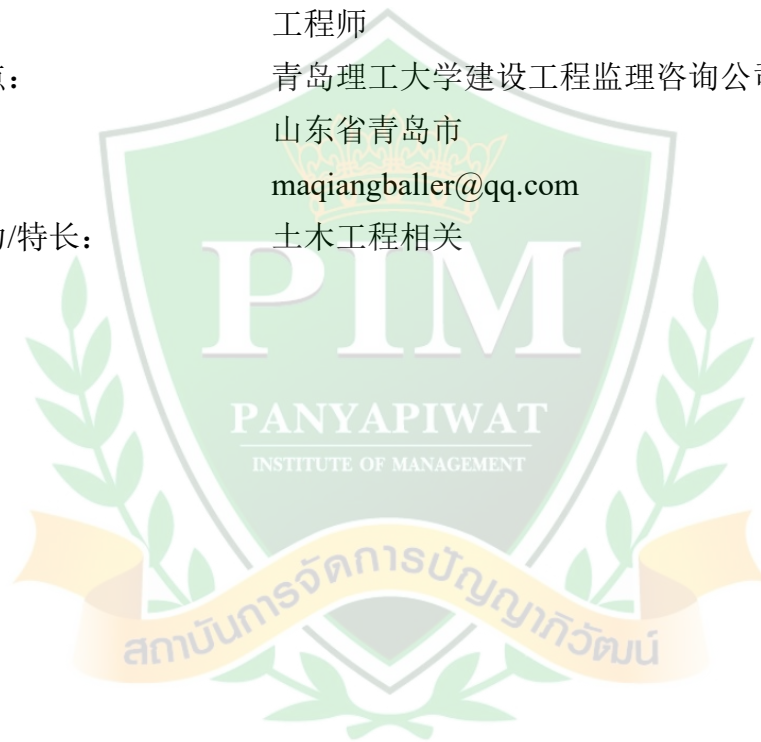 工程师
点： 青岛理工大学建设工程监理咨询公司
山东省青岛市
maqiangballer@qq.com
力/特长： 土木工程相关
PIM
PANYAPIWAT
INSTITUTE OF MANAGEMENT
สถาบันการจัดการปัญญาภิวัฒน์